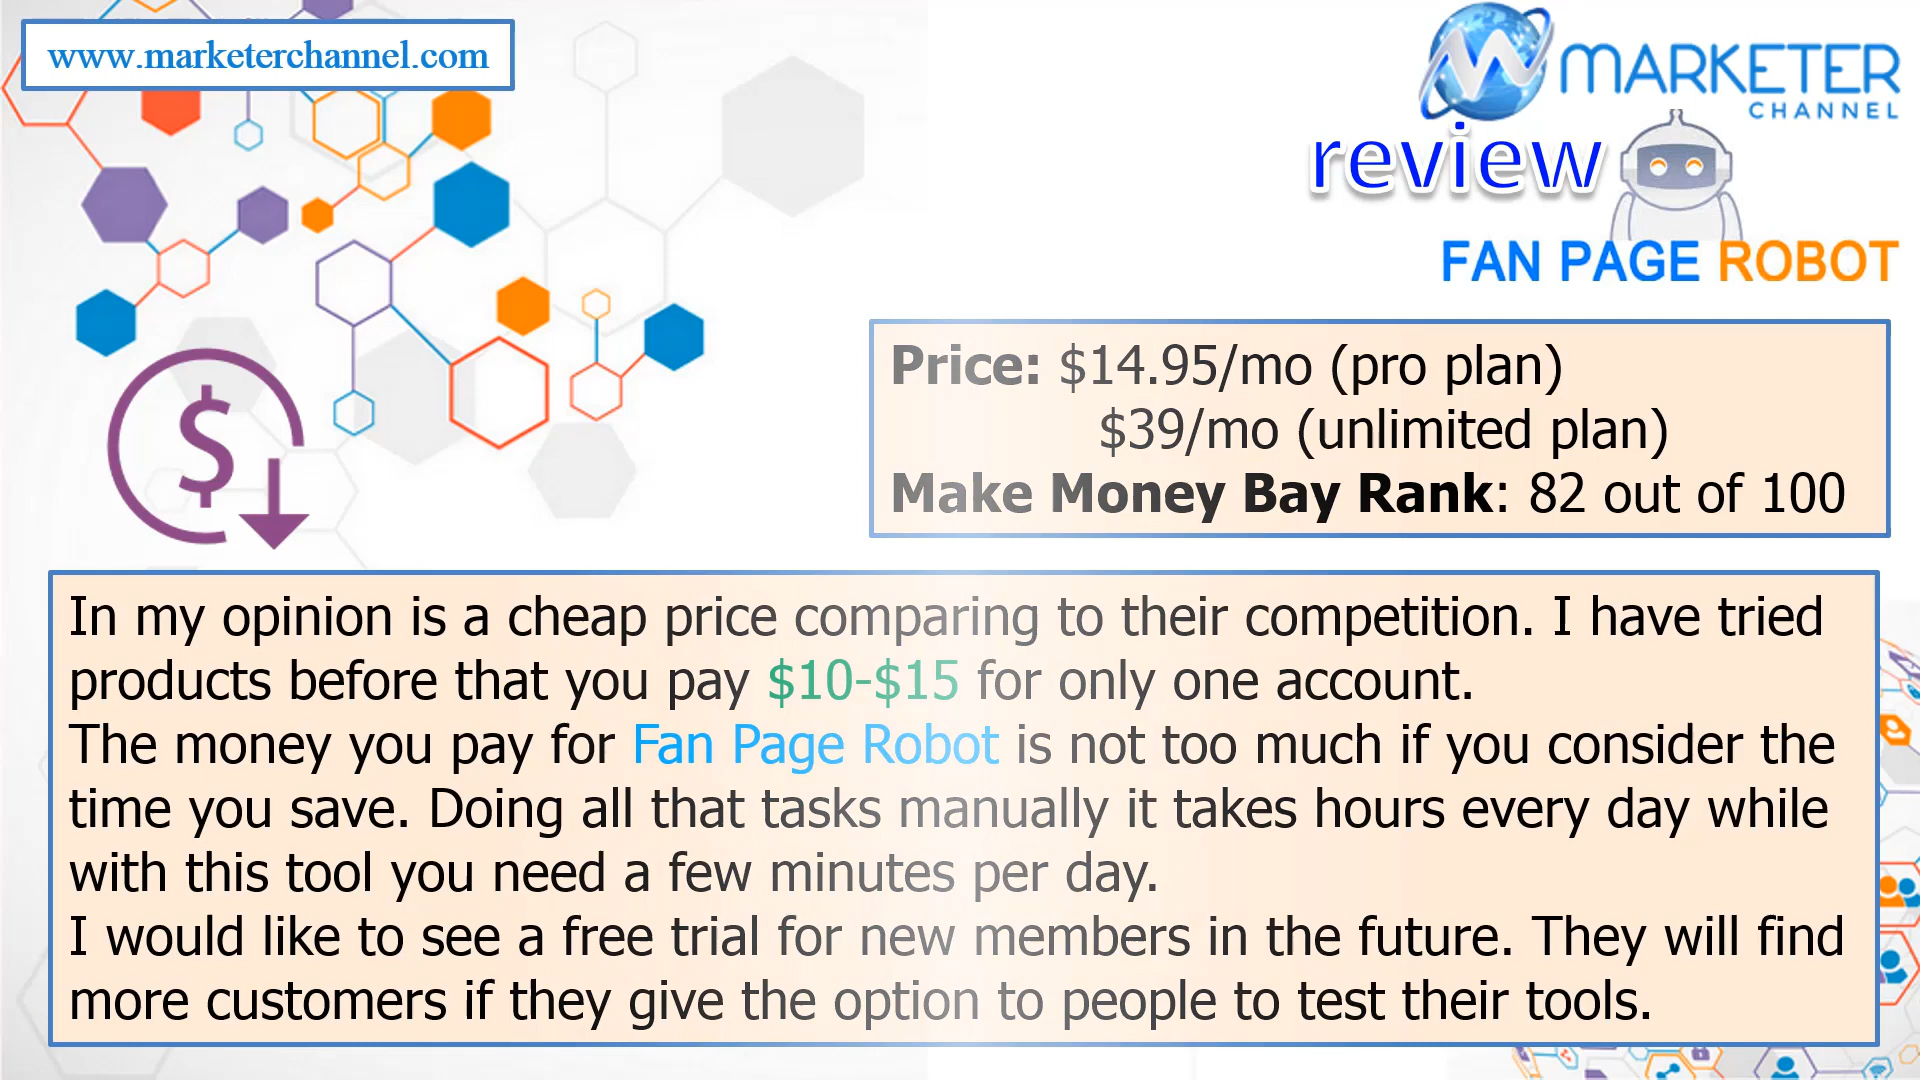 www.marketerchannel.com
MARKETER
CHANNEL
review
FAN PAGE ROBOT
Price: $14.95/mo (pro plan)
$39/mo (unlimited plan)
Make Money Bay Rank: 82 out of 100
In my opinion is a cheap price comparing to their competition. I have tried
products before that you pay $10-$15 for only one account.
The money you pay for Fan Page Robot is not too much if you consider the
time you save. Doing all that tasks manually it takes hours every day while
with this tool you need a few minutes per day.
I would like to see a free trial for new members in the future. They will find
more customers if they give the option to people to test their tools.